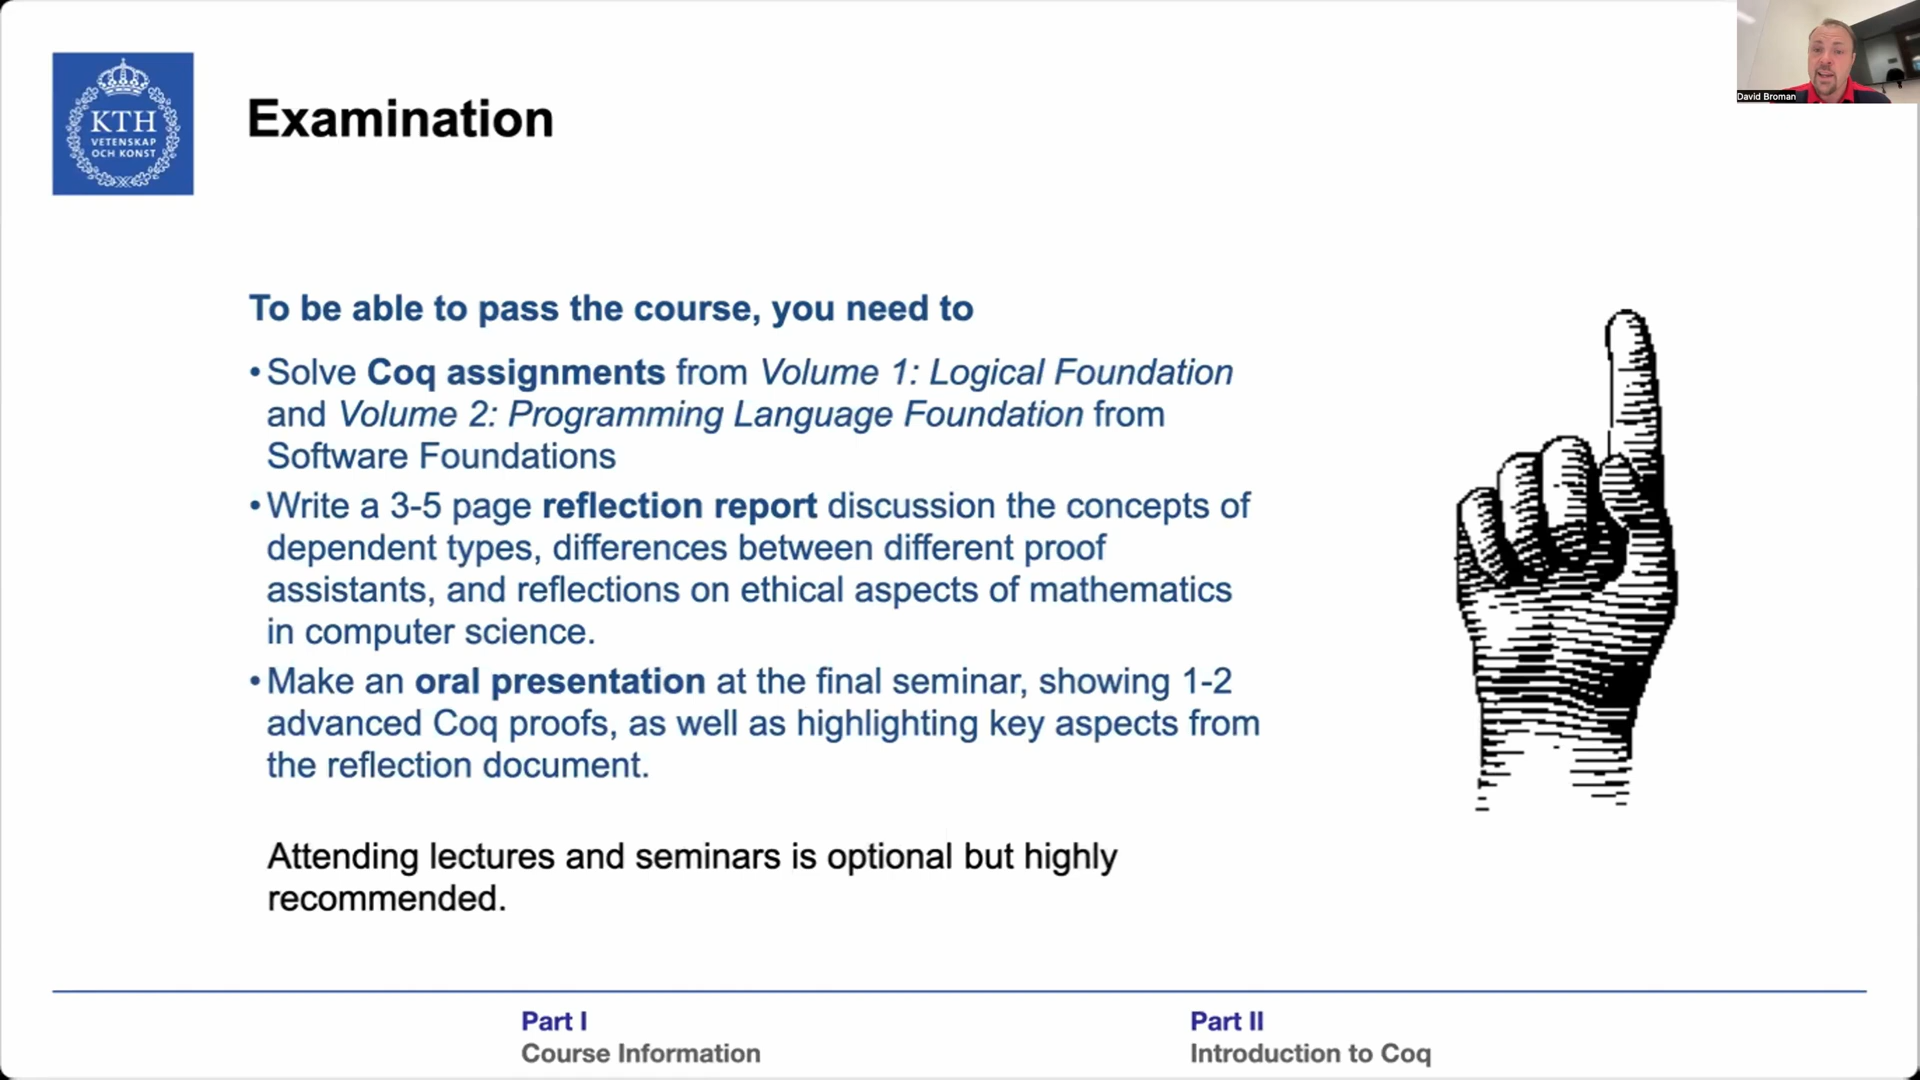 David Broman
KTH
VETENSKAP
OCH KONST
Examination
To be able to pass the course, you need to
•Solve Coq assignments from Volume 1: Logical Foundation
and Volume 2: Programming Language Foundation from
Software Foundations
•Write a 3-5 page reflection report discussion the concepts of
dependent types, differences between different proof
assistants, and reflections on ethical aspects of mathematics
in computer science.
•Make an oral presentation at the final seminar, showing 1-2
advanced Coq proofs, as well as highlighting key aspects from
the reflection document.
Attending lectures and seminars is optional but highly
recommended.
Part I
Course Information
Part II
Introduction to Coq